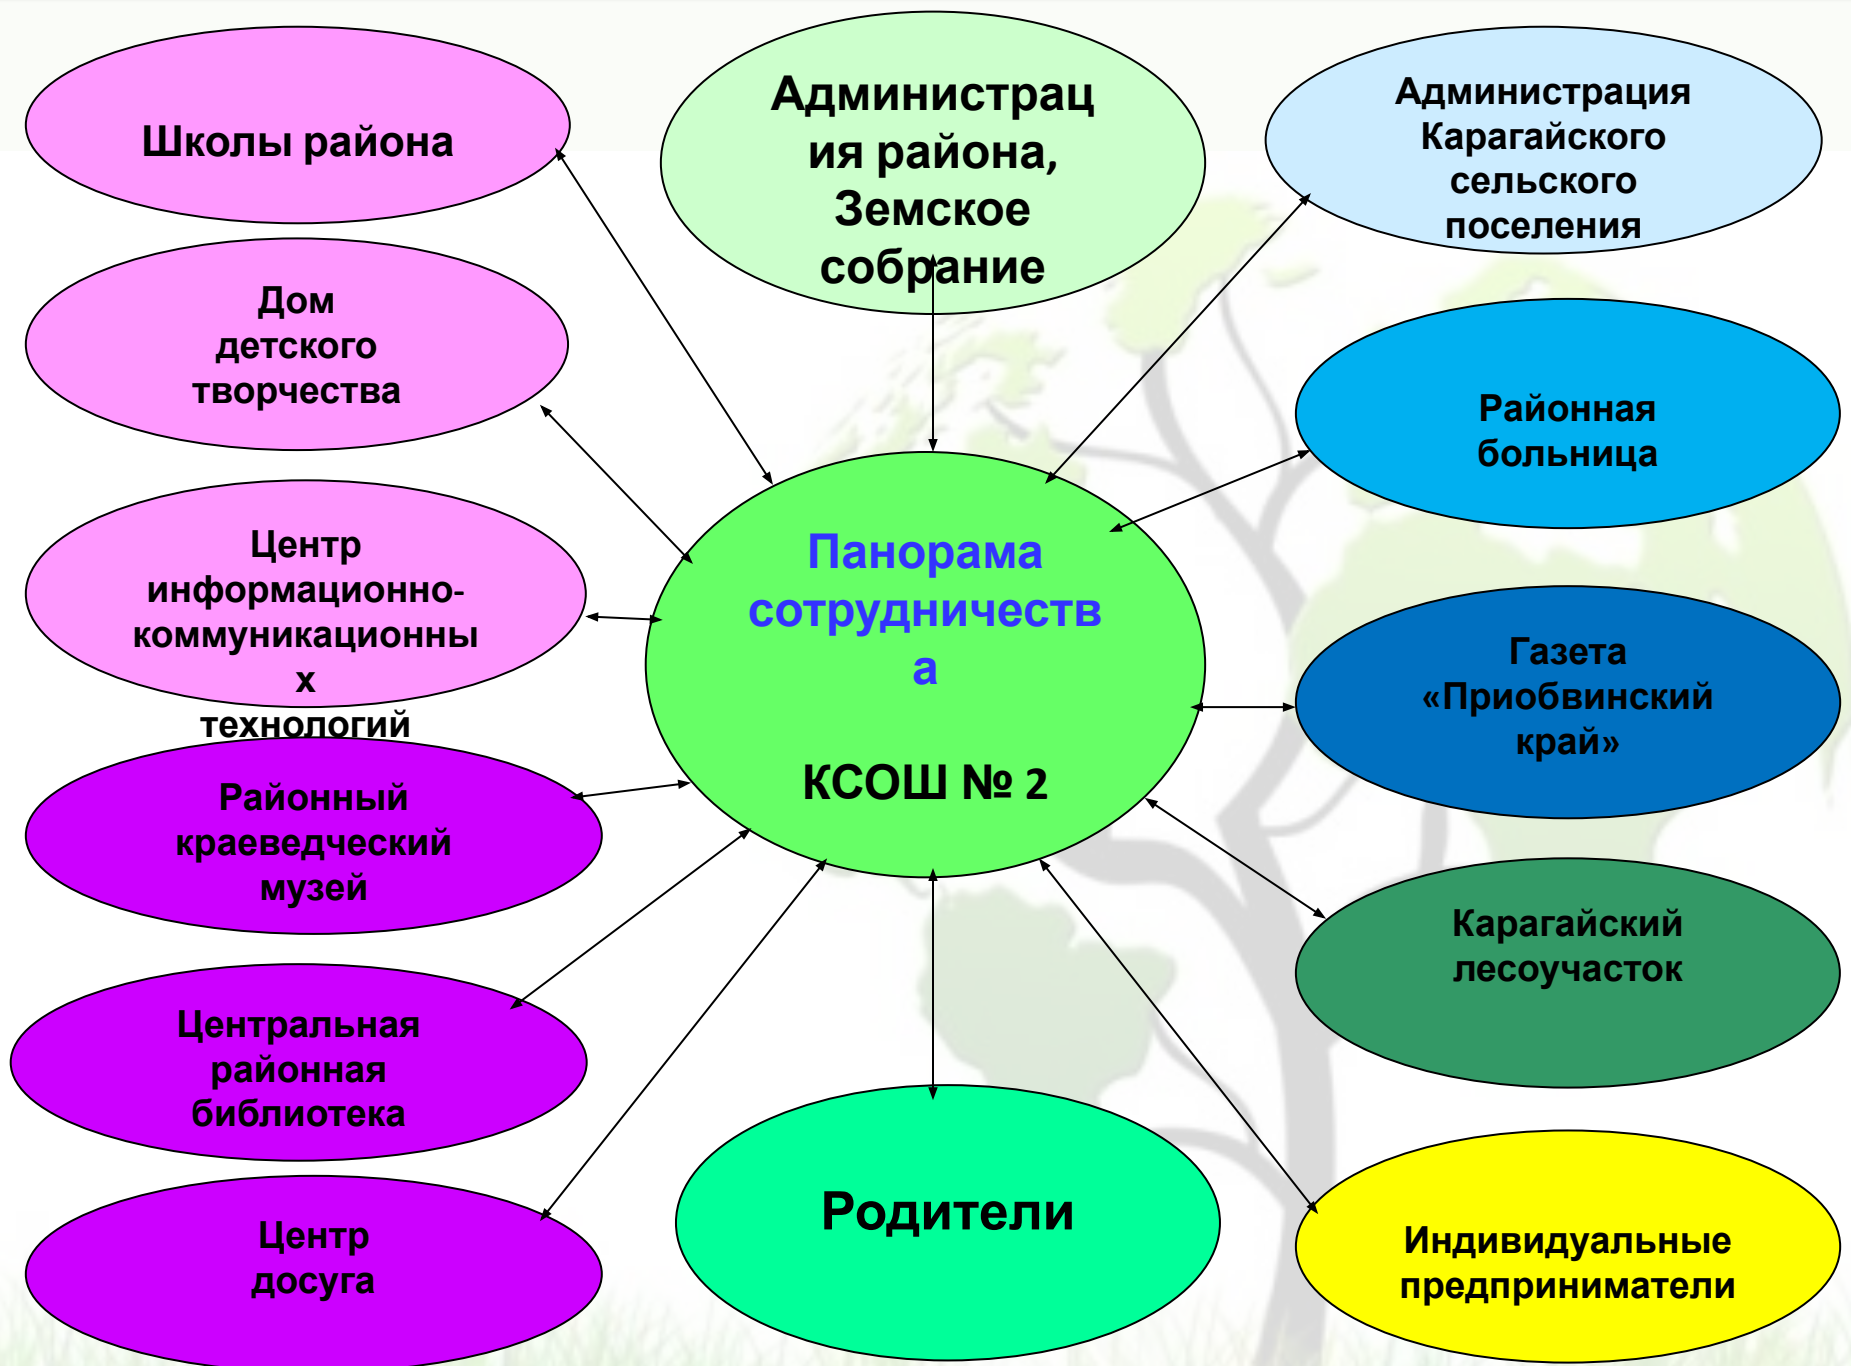 Школы района
Администрац
ия района,
Земское
собрание
Администрация
Карагайского
сельского
поселения
Дом
детского
творчества
Районная
больница
Центр
информационно-
коммуникационны
х
технологий
Панорама
сотрудничеств
а
КСОШ № 2
Газета
«Приобвинский
край»
Районный
краеведческий
музей
Карагайский
лесоучасток
Центральная
районная
библиотека
Центр
досуга
Родители
Индивидуальные
предприниматели